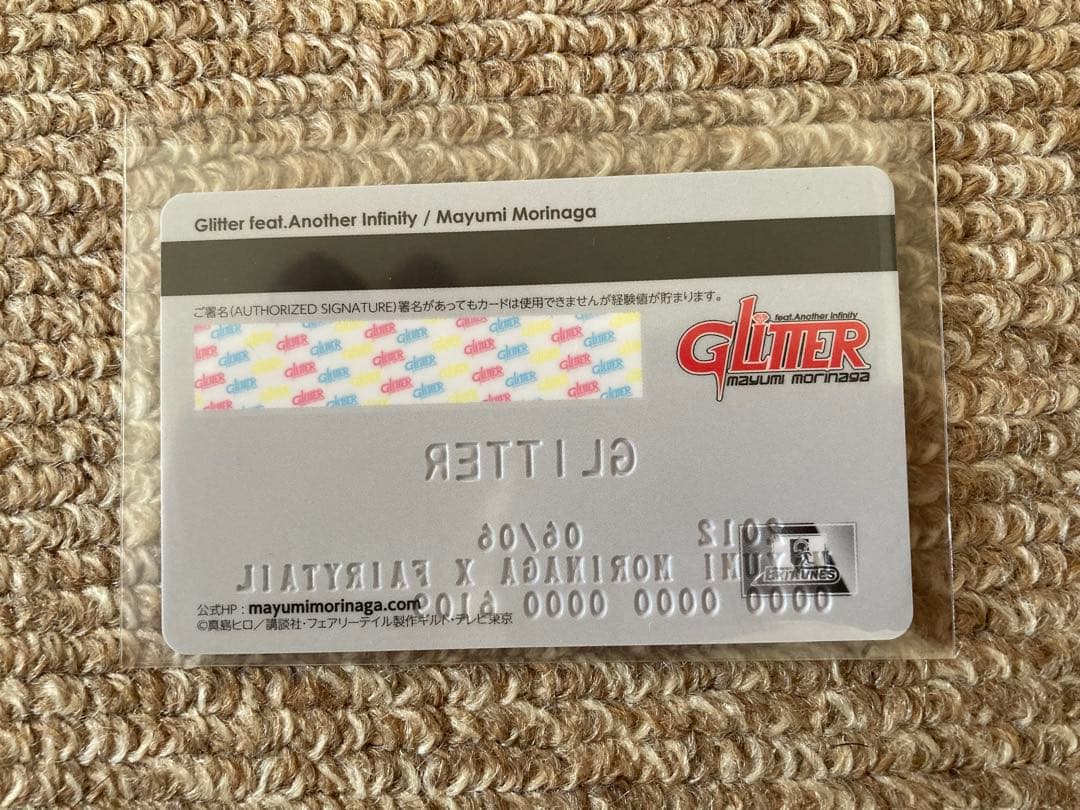 Glitter feat.Another Infinity / Mayumi Morinaga
ご署名(AUTHORIZED SIGNATURE)署名があってもカードは使用できませんが経験値が貯まります。
feat.Another Infinity
GLITTER
mayumi morinaga
GLITTER
2012 06/06
UMI MORINAGA X FAIRYTAIL
0000 0000 0000 6109
EXIT TUNES
公式HP : mayumimorinaga.com
©真島ヒロ／講談社・フェアリーテイル製作ギルド・テレビ東京